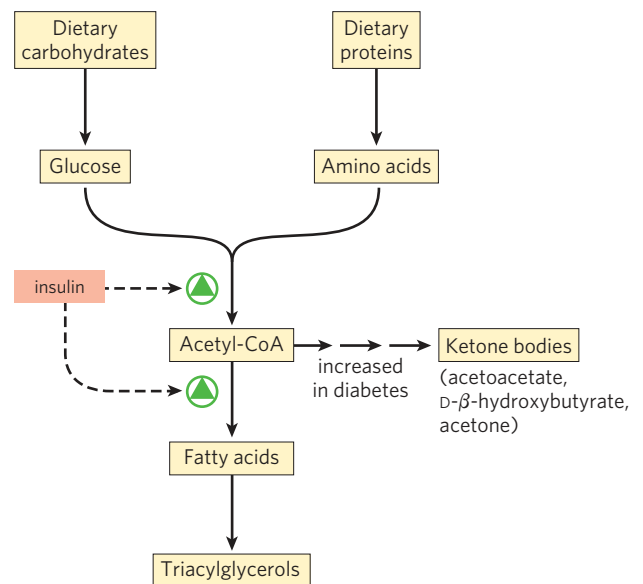 Dietary
carbohydrates
Dietary
proteins
Glucose
Amino acids
insulin
Acetyl-CoA
increased
in diabetes
Ketone bodies
(acetoacetate,
D-β-hydroxybutyrate,
acetone)
Fatty acids
Triacylglycerols